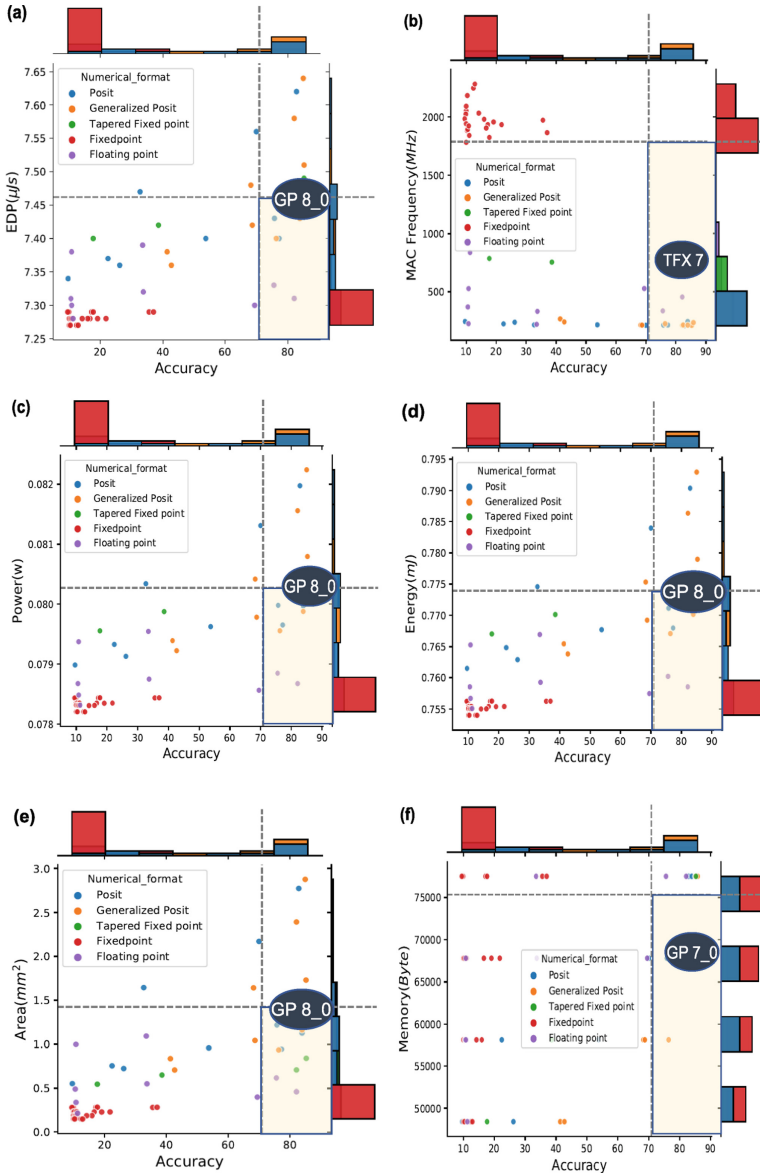 (a)
Numerical_format
Posit
Generalized Posit
Tapered Fixed point
Fixedpoint
Floating point
GP 8_0
EDP(μJs)
7.65
7.60
7.55
7.50
7.45
7.40
7.35
7.30
7.25
20
40
60
80
Accuracy
(b)
Numerical_format
Posit
Generalized Posit
Tapered Fixed point
Fixedpoint
Floating point
TFX 7
MAC Frequency(MHz)
2000
1500
1000
500
10 20 30 40 50 60 70 80 90
Accuracy
(c)
Numerical_format
Posit
Generalized Posit
Tapered Fixed point
Fixedpoint
Floating point
GP 8_0
Power(w)
0.082
0.081
0.080
0.079
0.078
10 20 30 40 50 60 70 80 90
Accuracy
(d)
Numerical_format
Posit
Generalized Posit
Tapered Fixed point
Fixedpoint
Floating point
GP 8_0
Energy(mJ)
0.795
0.790
0.785
0.780
0.775
0.770
0.765
0.760
0.755
10 20 30 40 50 60 70 80 90
Accuracy
(e)
Numerical_format
Posit
Generalized Posit
Tapered Fixed point
Fixedpoint
Floating point
GP 8_0
Area(mm²)
3.0
2.5
2.0
1.5
1.0
0.5
0.0
20
40
60
80
Accuracy
(f)
Numerical_format
Posit
Generalized Posit
Tapered Fixed point
Fixedpoint
Floating point
GP 7_0
Memory(Byte)
75000
70000
65000
60000
55000
50000
10 20 30 40 50 60 70 80 90
Accuracy